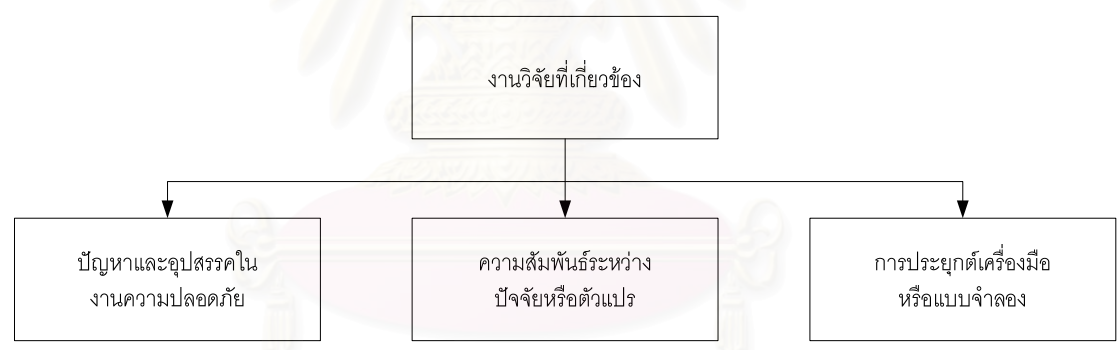 งานวิจัยที่เกี่ยวข้อง
ปัญหาและอุปสรรคใน
งานความปลอดภัย
ความสัมพันธ์ระหว่าง
ปัจจัยหรือตัวแปร
การประยุกต์เครื่องมือ
หรือแบบจำลอง